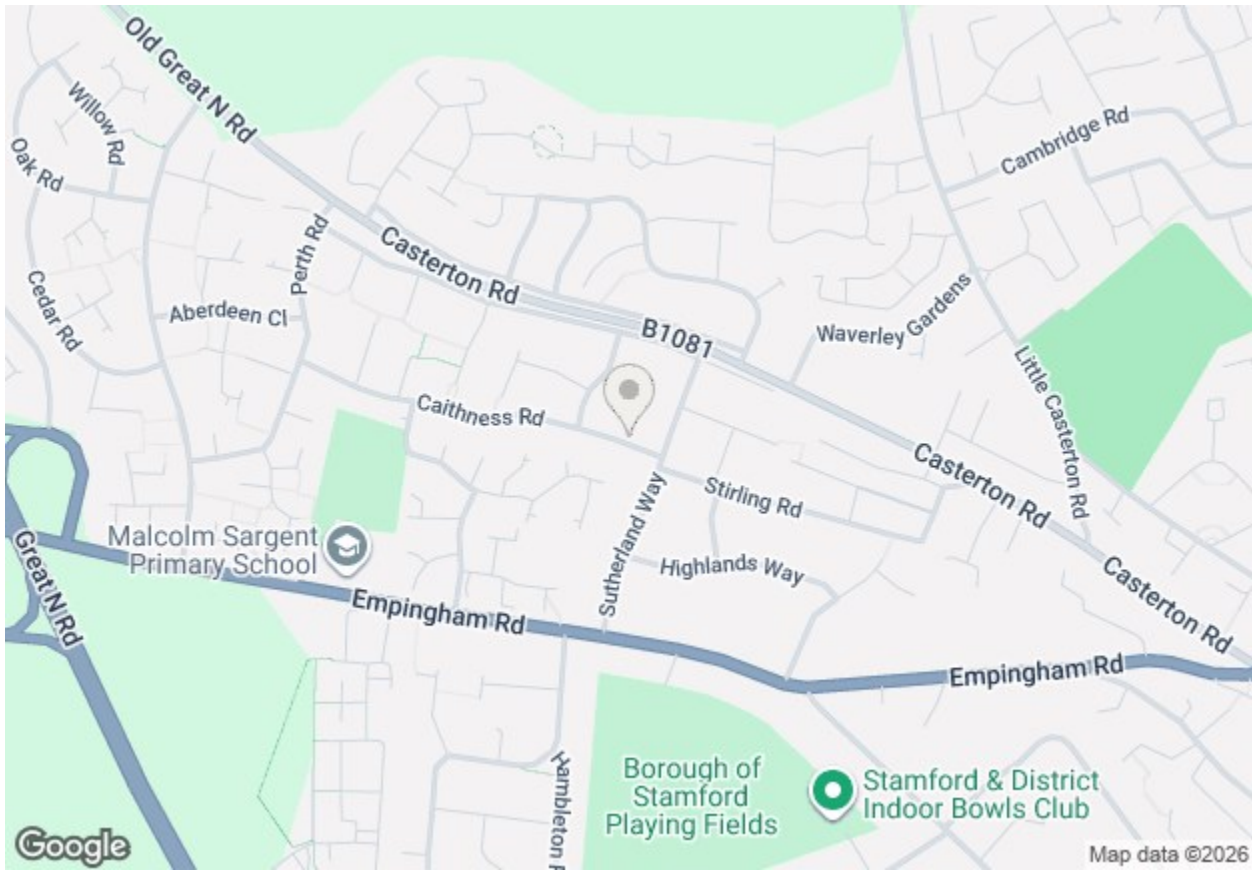 Old Great N Rd
Willow Rd
Oak Rd
Cambridge Rd
Perth Rd
Casterton Rd
Cedar Rd
Aberdeen Cl
Waverley Gardens
B1081
Little Casterton Rd
Caithness Rd
Casterton Rd
Stirling Rd
Sutherland Way
Malcolm Sargent
Primary School
Great N Rd
Highlands Way
Casterton Rd
Empingham Rd
Empingham Rd
Hambleton R
Borough of
Stamford
Playing Fields
Stamford & District
Indoor Bowls Club
Google
Map data ©2026